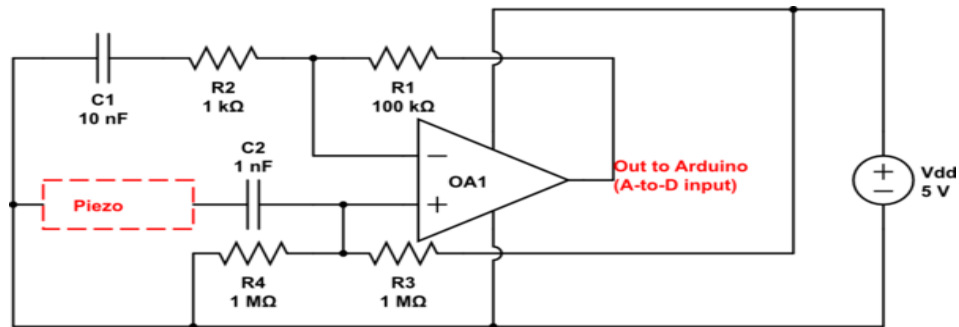 C1
10 nF
R2
1 kΩ
R1
100 kΩ
C2
1 nF
Piezo
−
+
OA1
Out to Arduino
(A-to-D input)
+
−
Vdd
5 V
R4
1 MΩ
R3
1 MΩ